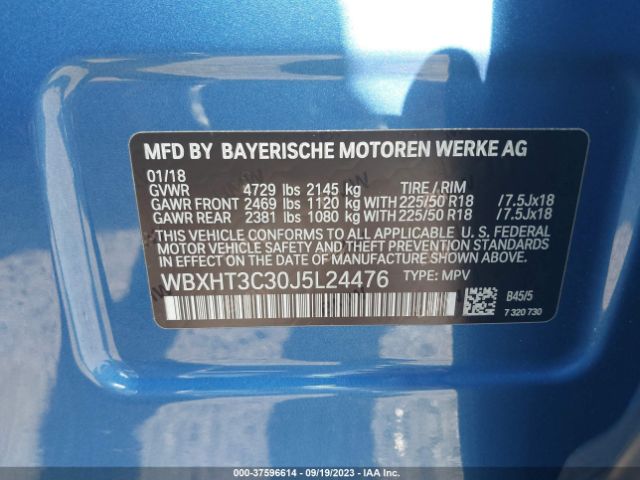 MFD BY BAYERISCHE MOTOREN WERKE AG
01/18
GVWR 4729 lbs 2145 kg TIRE / RIM
GAWR FRONT 2469 lbs 1120 kg WITH 225/50 R18 /7.5Jx18
GAWR REAR 2381 lbs 1080 kg WITH 225/50 R18 /7.5Jx18
THIS VEHICLE CONFORMS TO ALL APPLICABLE U. S. FEDERAL
MOTOR VEHICLE SAFETY, BUMPER, AND THEFT PREVENTION
STANDARDS IN EFFECT ON THE DATE OF MANUFACTURE SHOWN ABOVE.
WBXHT3C30J5L24476 TYPE: MPV
B45/5
7 320 730
000-37596614 - 09/19/2023 - IAA Inc.